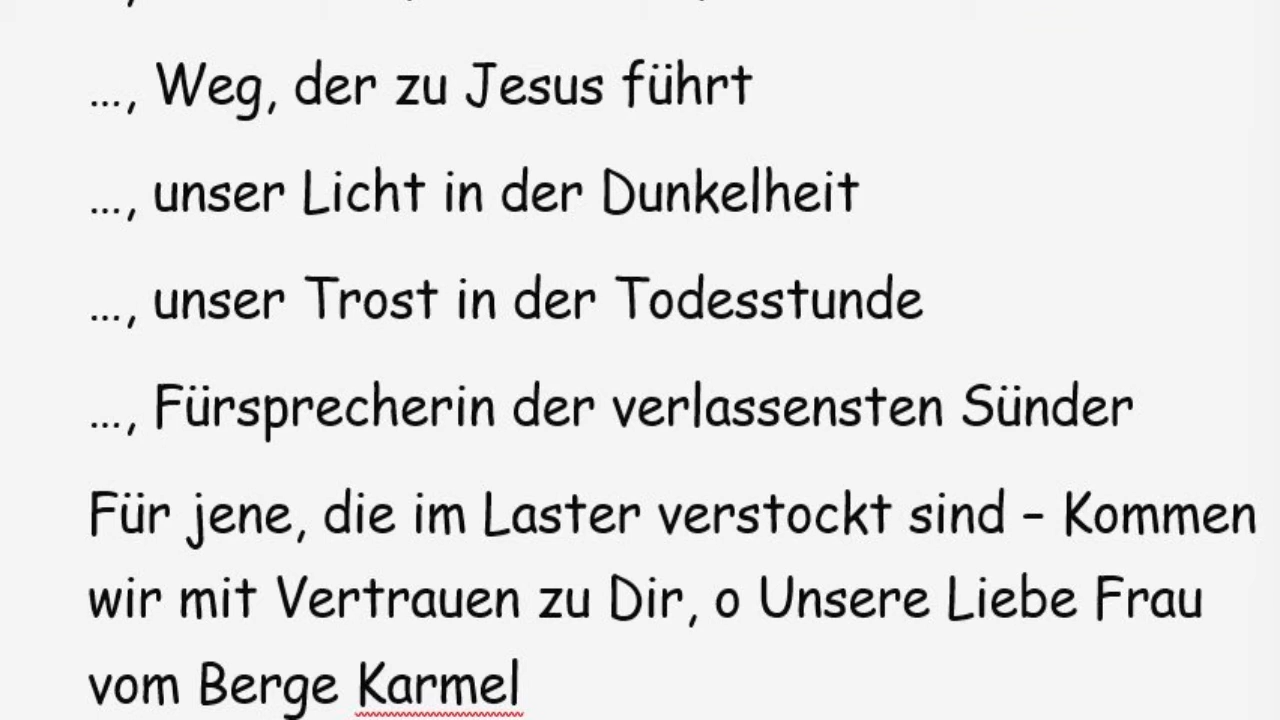 …, Weg, der zu Jesus führt
…, unser Licht in der Dunkelheit
…, unser Trost in der Todesstunde
…, Fürsprecherin der verlassensten Sünder
Für jene, die im Laster verstockt sind – Kommen
wir mit Vertrauen zu Dir, o Unsere Liebe Frau
vom Berge Karmel